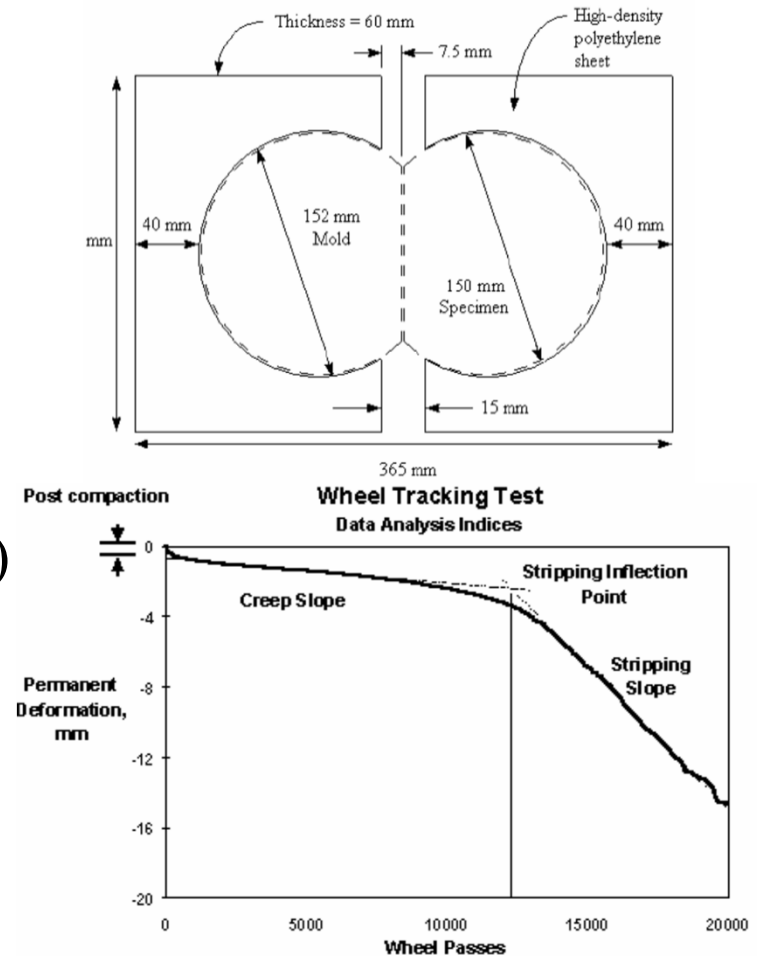 Thickness = 60 mm
High-density
polyethylene
sheet
7.5 mm
40 mm
152 mm
Mold
40 mm
mm
150 mm
Specimen
15 mm
365 mm
Post compaction
Wheel Tracking Test
Data Analysis Indices
)
0
Stripping Inflection
Point
Creep Slope
-4
Stripping
Slope
Permanent
Deformation,
mm
-8
-12
-16
-20
0 5000 10000 15000 20000
Wheel Passes